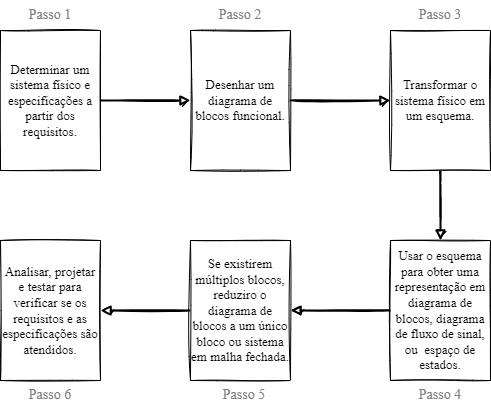 Passo 1
Determinar um
sistema físico e
especificações a
partir dos
requisitos.
Passo 2
Desenhar um
diagrama de
blocos funcional.
Passo 3
Transformar o
sistema físico em
um esquema.
Usar o esquema
para obter uma
representação em
diagrama de
blocos, diagrama
de fluxo de sinal,
ou espaço de
estados.
Passo 4
Se existirem
múltiplos blocos,
reduziro o
diagrama de
blocos a um único
bloco ou sistema
em malha fechada.
Passo 5
Analisar, projetar
e testar para
verificar se os
requisitos e as
especificações são
atendidos.
Passo 6